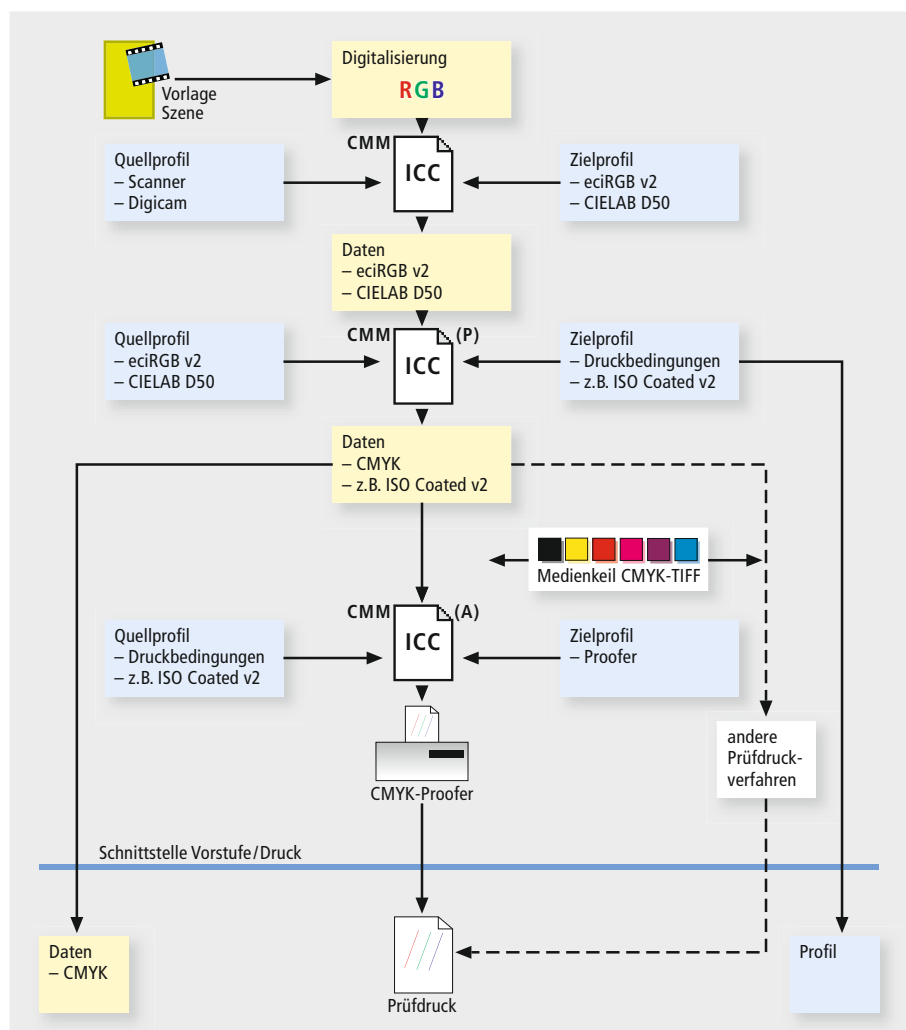 Digitalisierung
RGB
Vorlage
Szene
CMM
ICC
Quellprofil
– Scanner
– Digicam
Zielprofil
– eciRGB v2
– CIELAB D50
Daten
– eciRGB v2
– CIELAB D50
CMM
(P)
ICC
Quellprofil
– eciRGB v2
– CIELAB D50
Zielprofil
– Druckbedingungen
– z.B. ISO Coated v2
Daten
– CMYK
– z.B. ISO Coated v2
Medienkeil CMYK-TIFF
CMM
(A)
ICC
Quellprofil
– Druckbedingungen
– z.B. ISO Coated v2
Zielprofil
– Proofer
andere
Prüfdruck-
verfahren
CMYK-Proofer
Schnittstelle Vorstufe/Druck
Daten
– CMYK
Prüfdruck
Profil